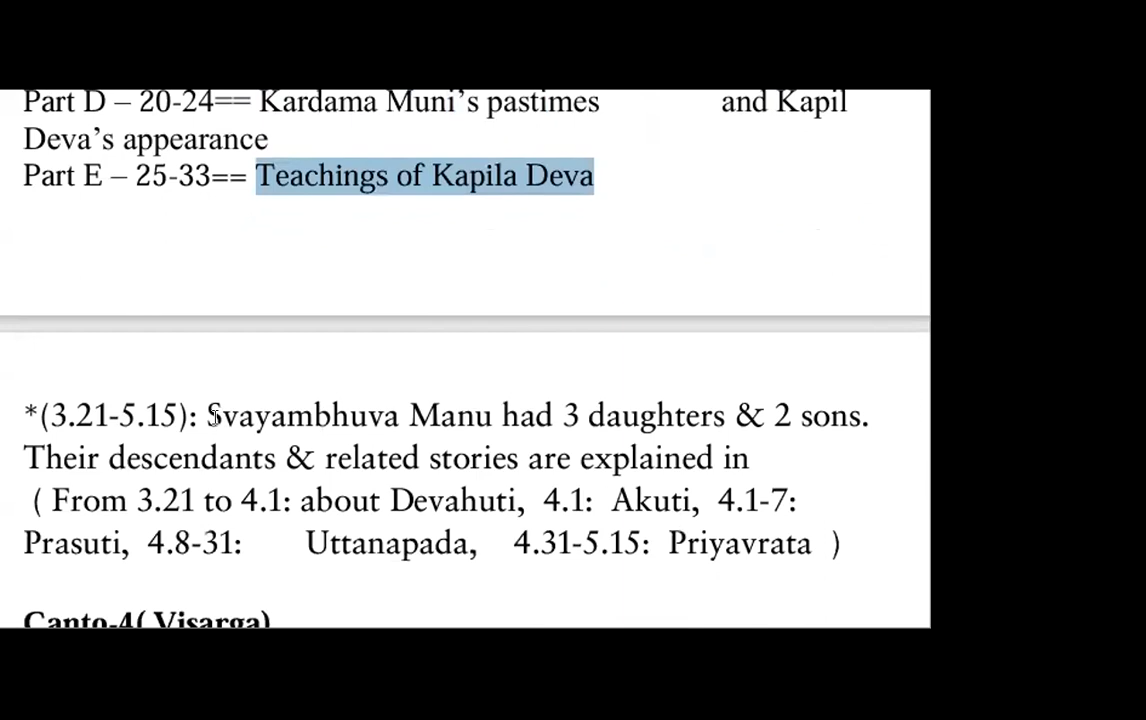 Part D – 20-24== Kardama Muni’s pastimes and Kapil
Deva’s appearance
Part E – 25-33== Teachings of Kapila Deva
*(3.21-5.15): Svayambhuva Manu had 3 daughters & 2 sons.
Their descendants & related stories are explained in
( From 3.21 to 4.1: about Devahuti, 4.1: Akuti, 4.1-7:
Prasuti, 4.8-31: Uttanapada, 4.31-5.15: Priyavrata )
Canto-4( Visarga)